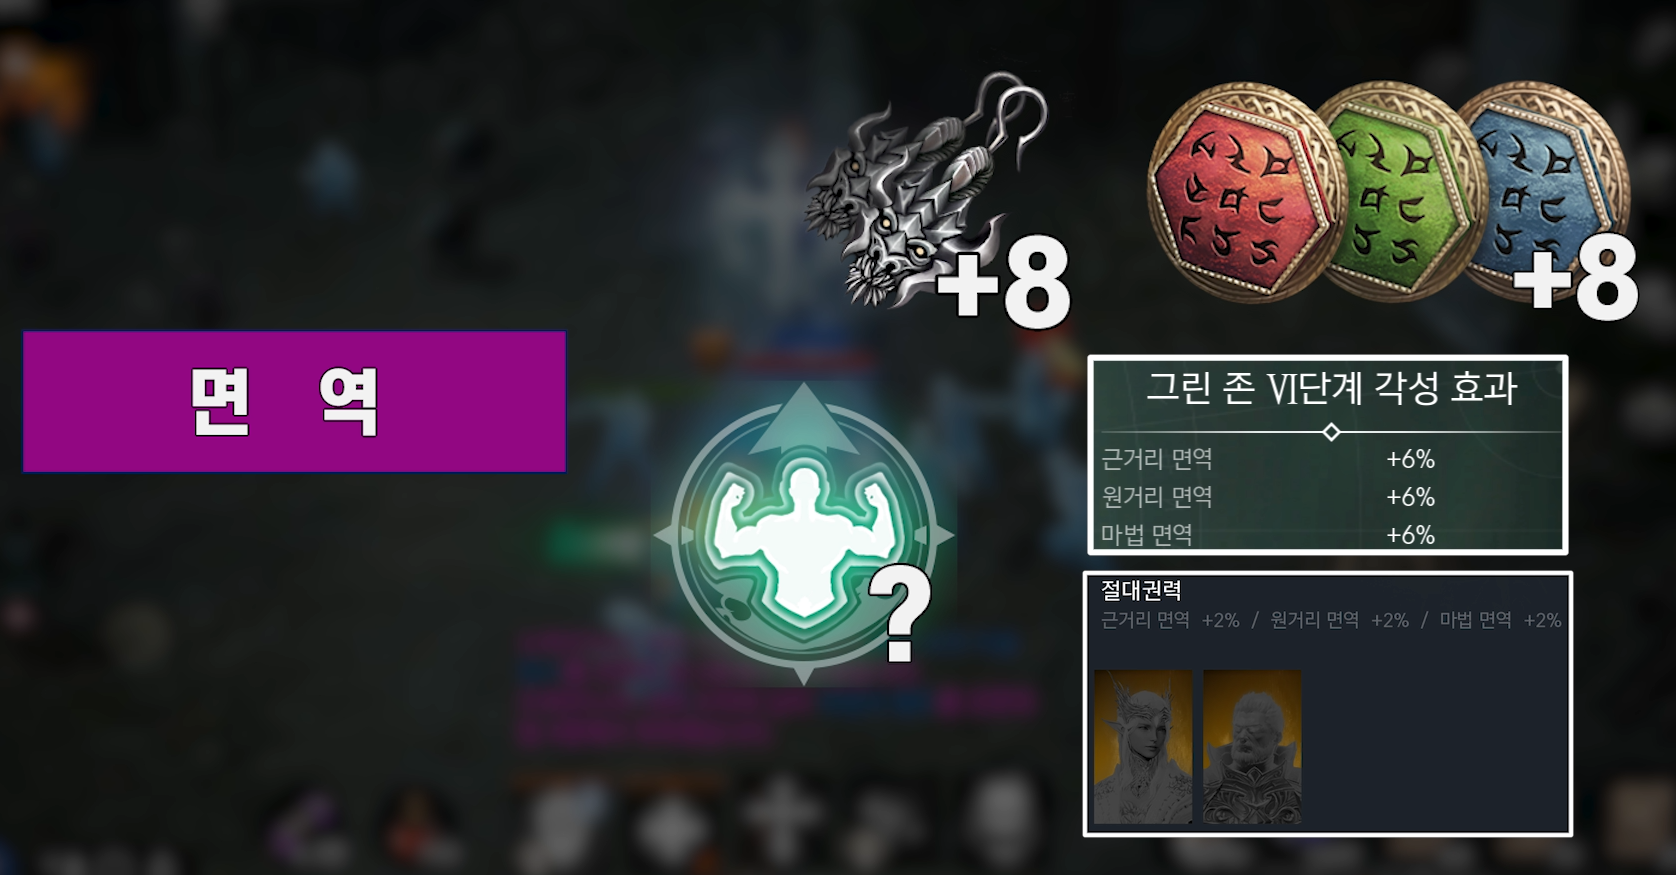 +8
+8
면 역
?
그린 존 Ⅵ단계 각성 효과
근거리 면역 +6%
원거리 면역 +6%
마법 면역 +6%
절대권력
근거리 면역 +2% / 원거리 면역 +2% / 마법 면역 +2%